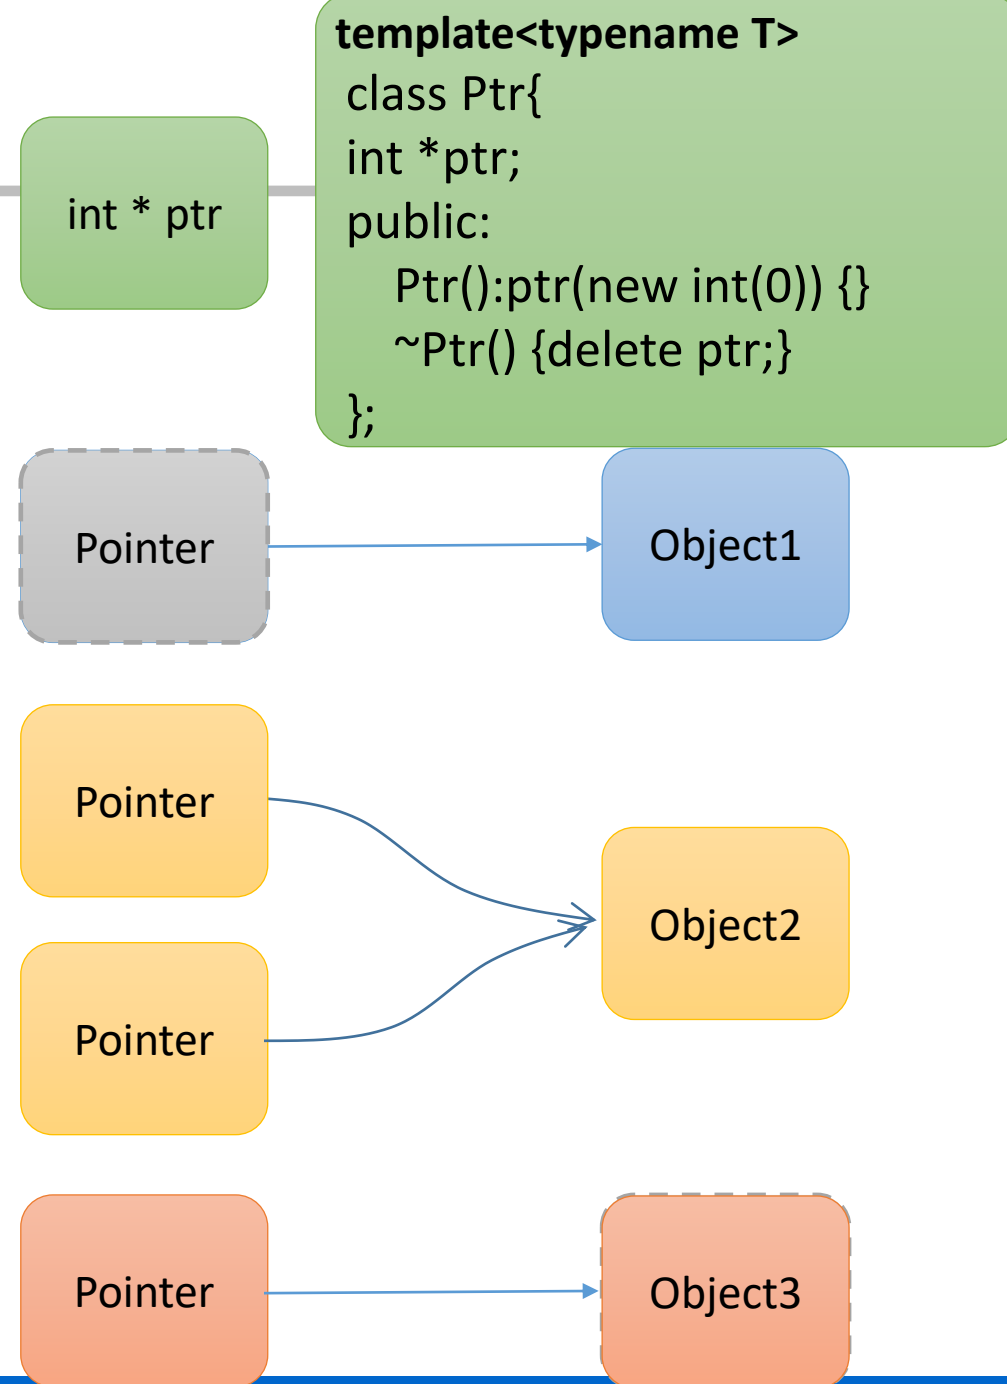 template<typename T>
class Ptr{
int *ptr;
public:
Ptr():ptr(new int(0)) {}
~Ptr() {delete ptr;}
};
int * ptr
Pointer
Object1
Pointer
Object2
Pointer
Pointer
Object3